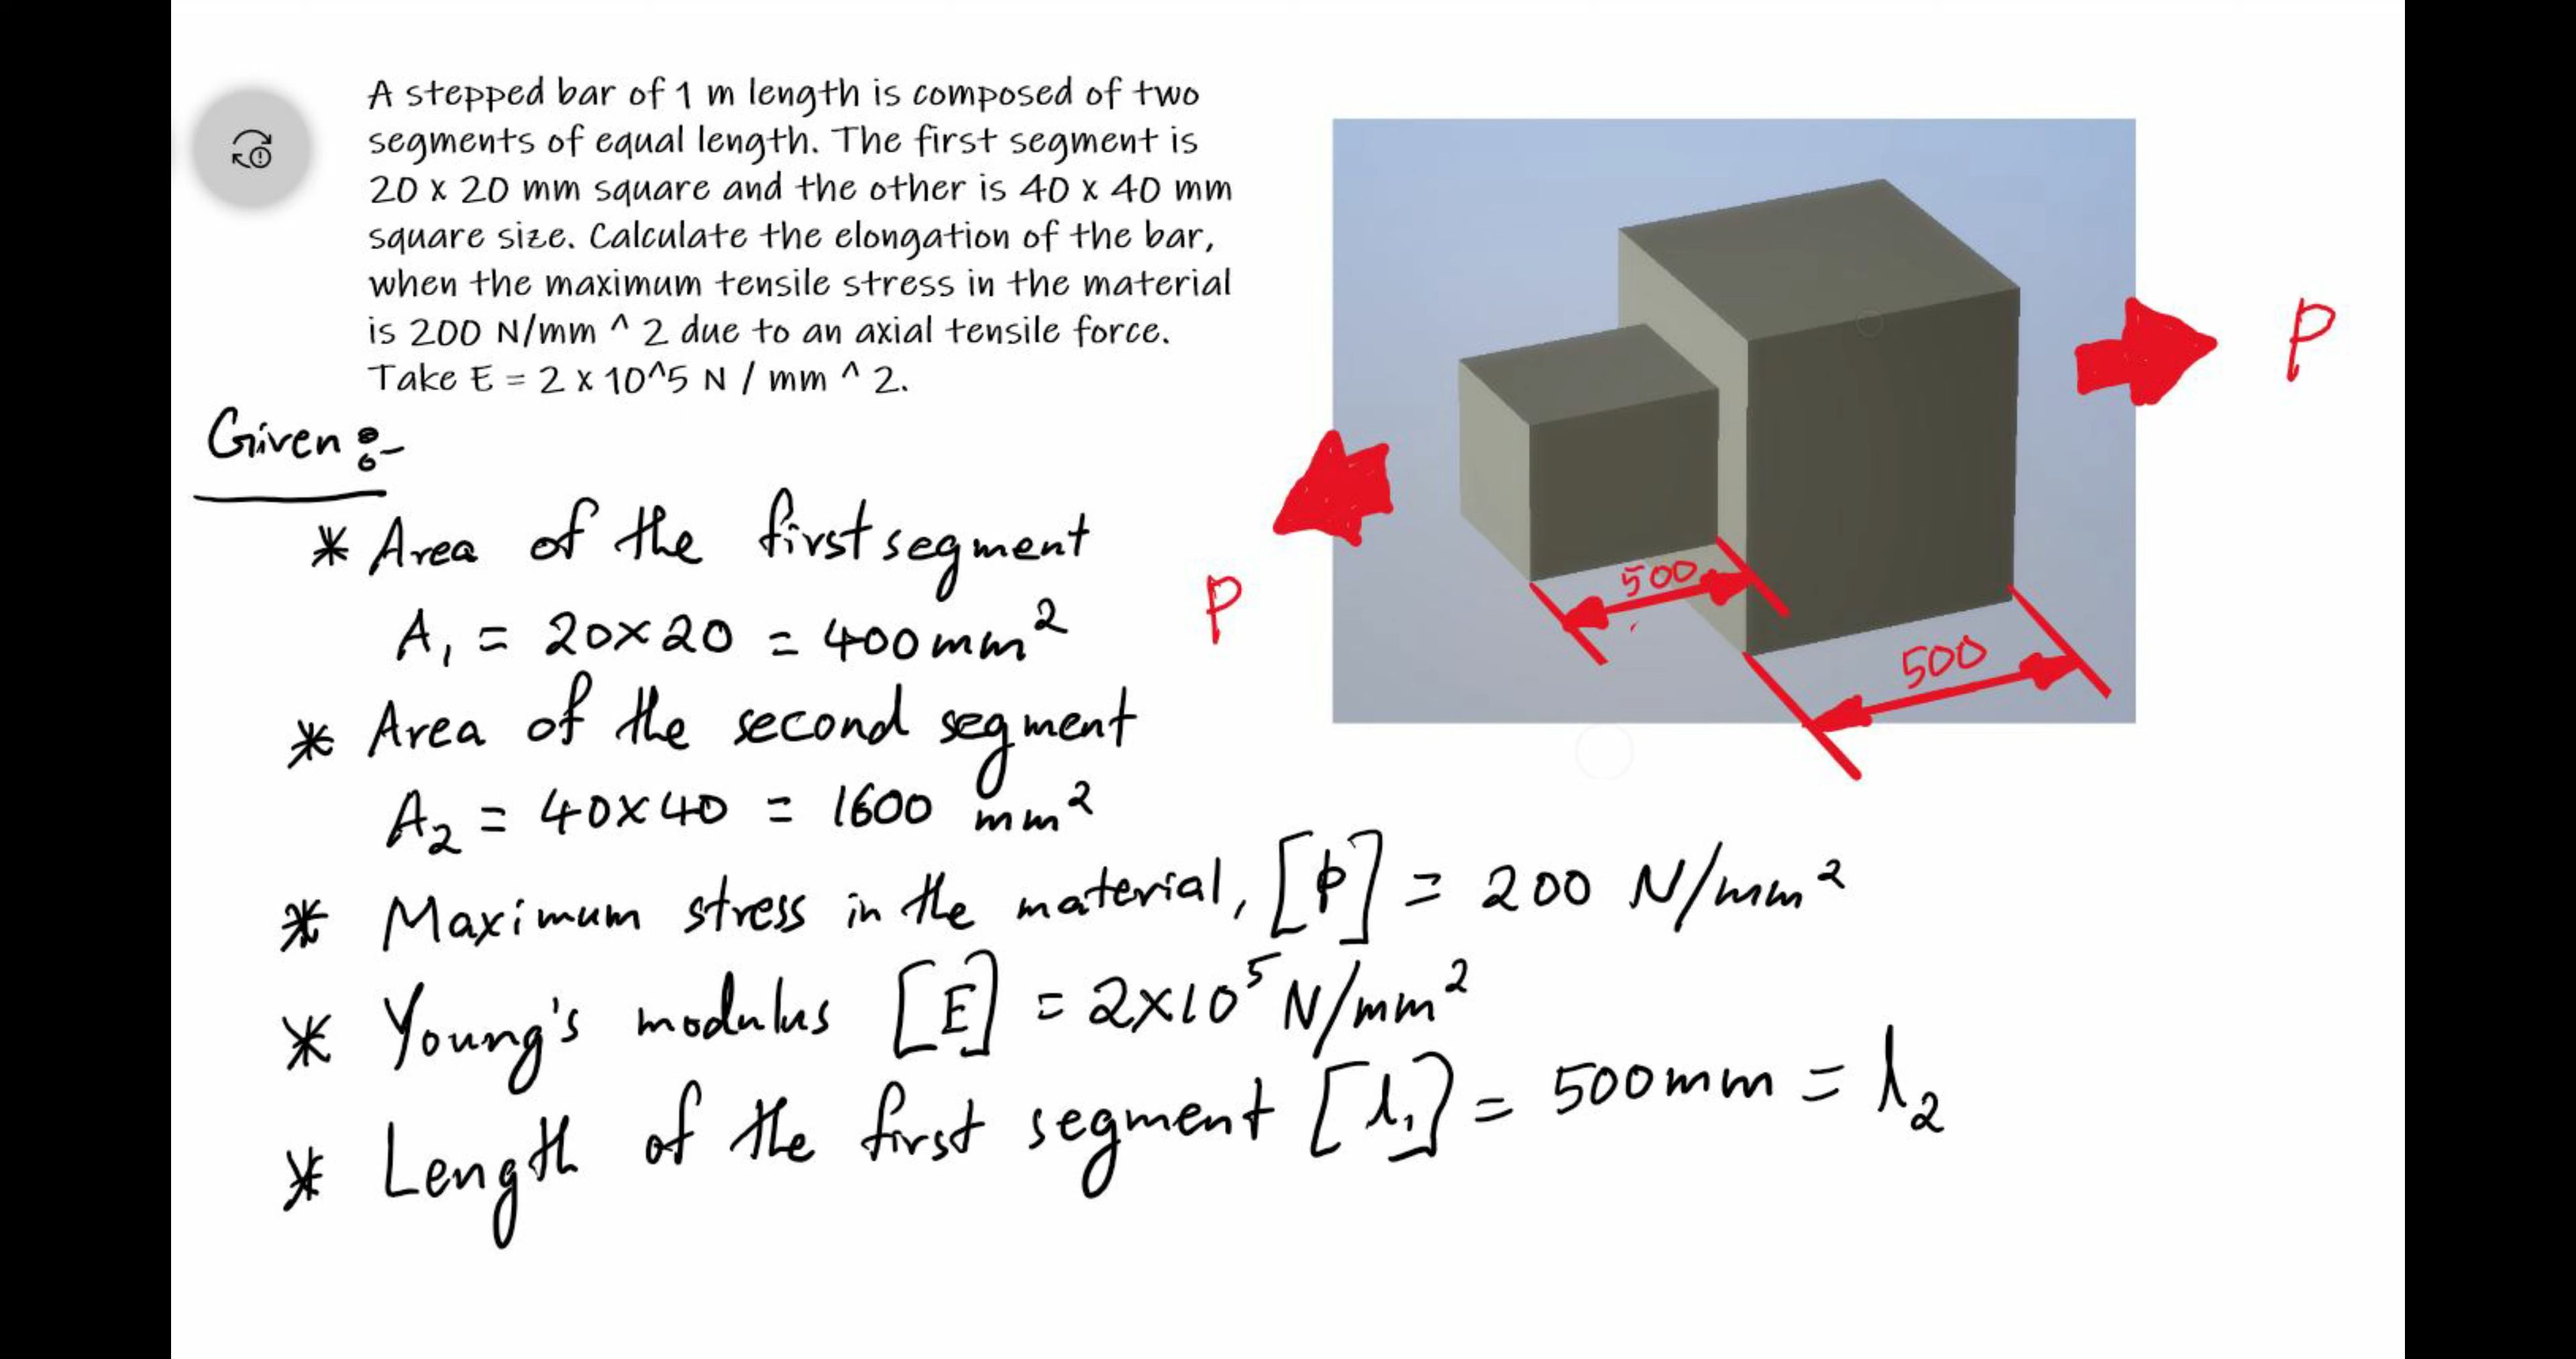 A stepped bar of 1 m length is composed of two
segments of equal length. The first segment is
20 x 20 mm square and the other is 40 x 40 mm
square size. Calculate the elongation of the bar,
when the maximum tensile stress in the material
is 200 N/mm ^ 2 due to an axial tensile force.
Take E = 2 x 10^5 N / mm ^ 2.
Given :-
* Area of the first segment
A₁ = 20×20 = 400 mm²
* Area of the second segment
A₂ = 40×40 = 1600 mm²
* Maximum stress in the material, [p] = 200 N/mm²
* Young's modulus [E] = 2×10⁵ N/mm²
* Length of the first segment [l₁] = 500mm = l₂
P
P
500
500